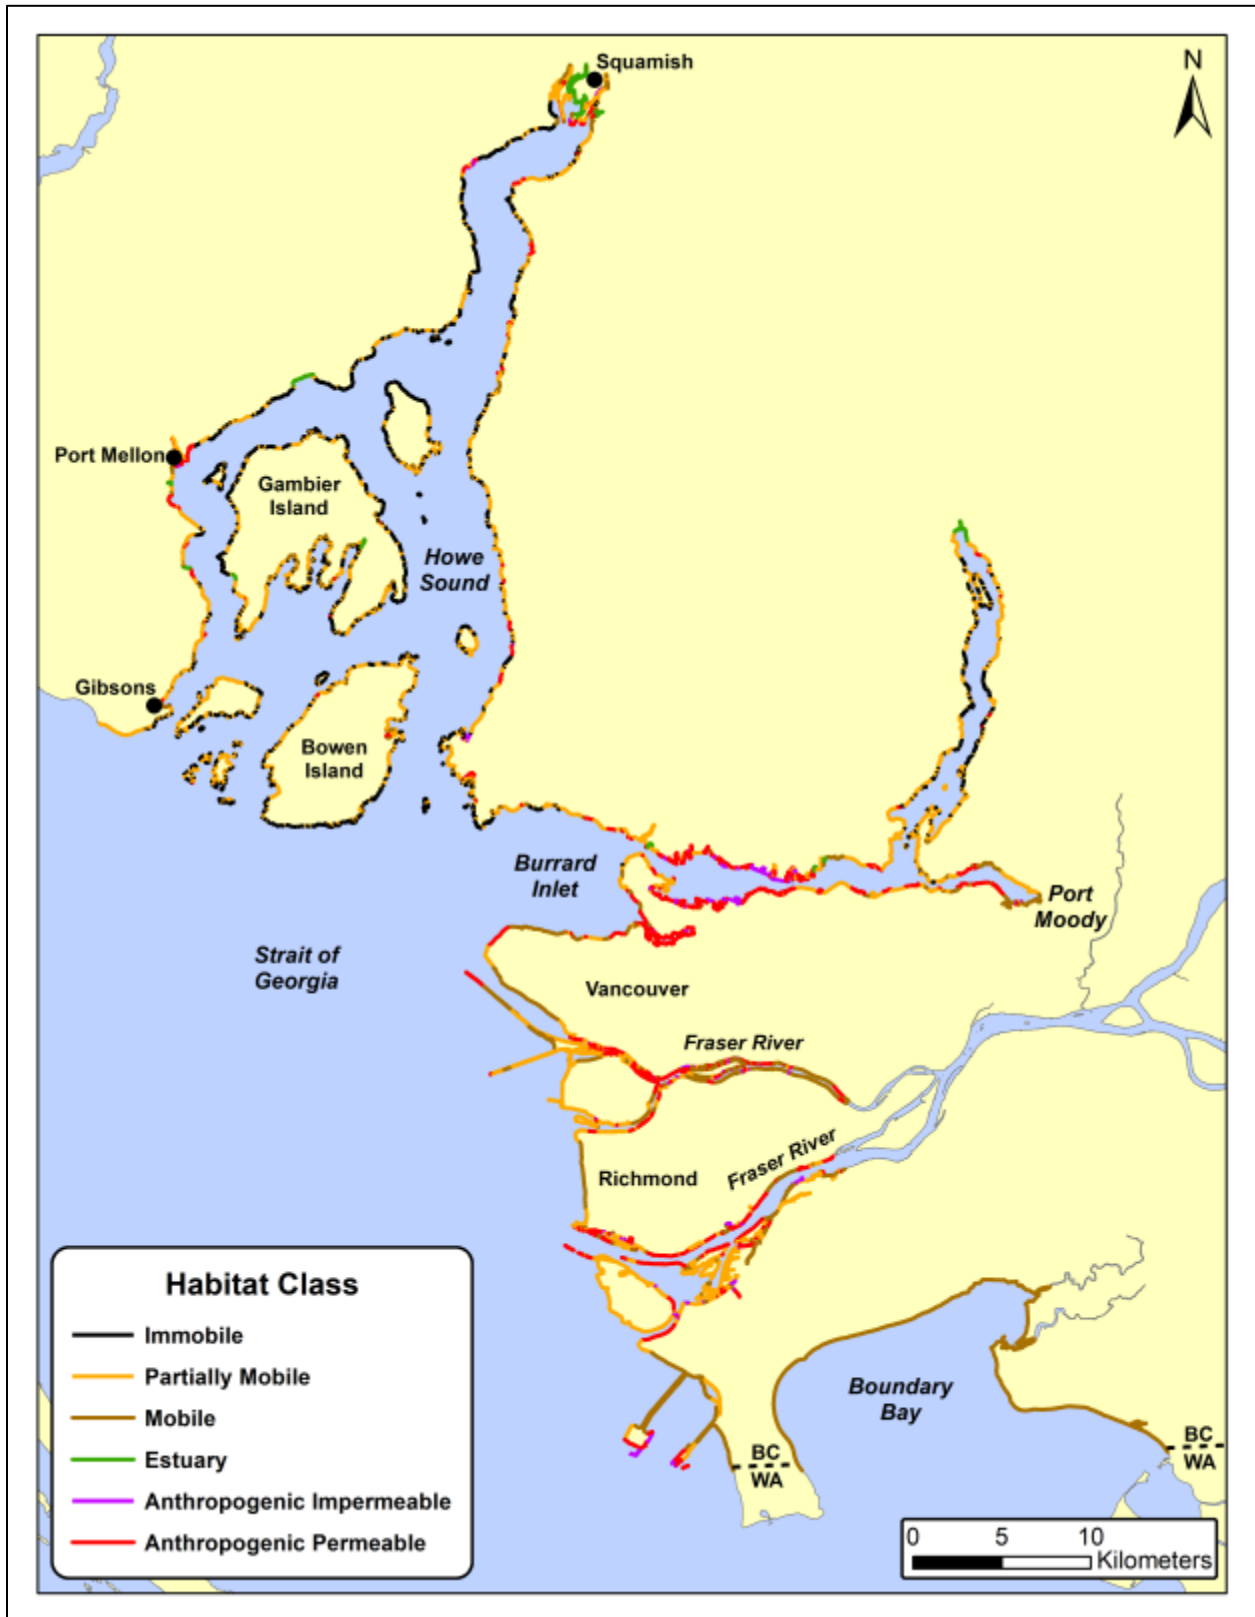 Squamish
N
Port Mellon
Gambier
Island
Howe
Sound
Gibsons
Bowen
Island
Burrard
Inlet
Port
Moody
Strait of
Georgia
Vancouver
Fraser River
Fraser River
Richmond
Boundary
Bay
BC
WA
BC
WA
Habitat Class
Immobile
Partially Mobile
Mobile
Estuary
Anthropogenic Impermeable
Anthropogenic Permeable
0 5 10
Kilometers